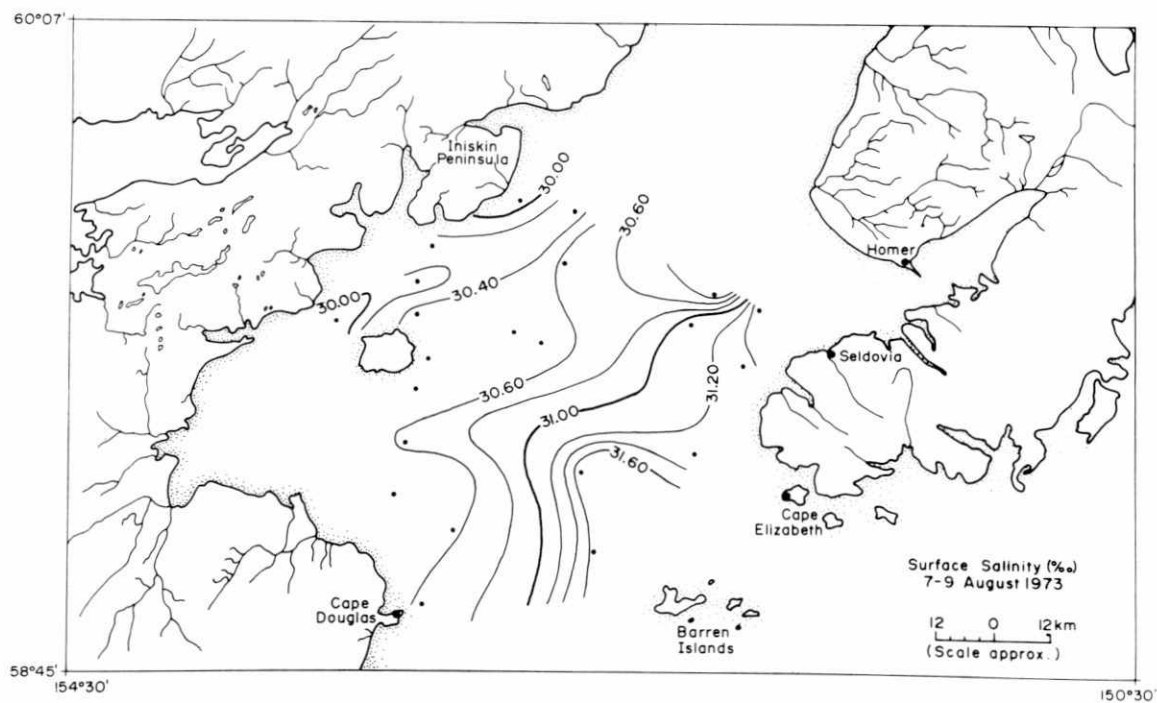 60°07'
Iniskin
Peninsula
30.00
30.60
Homer
30.40
30.00
Seldovia
30.60
31.20
31.00
31.60
Cape
Elizabeth
Surface Salinity (‰)
7-9 August 1973
Cape
Douglas
Barren
Islands
12 0 12km
(Scale approx.)
58°45'
154°30'
150°30'